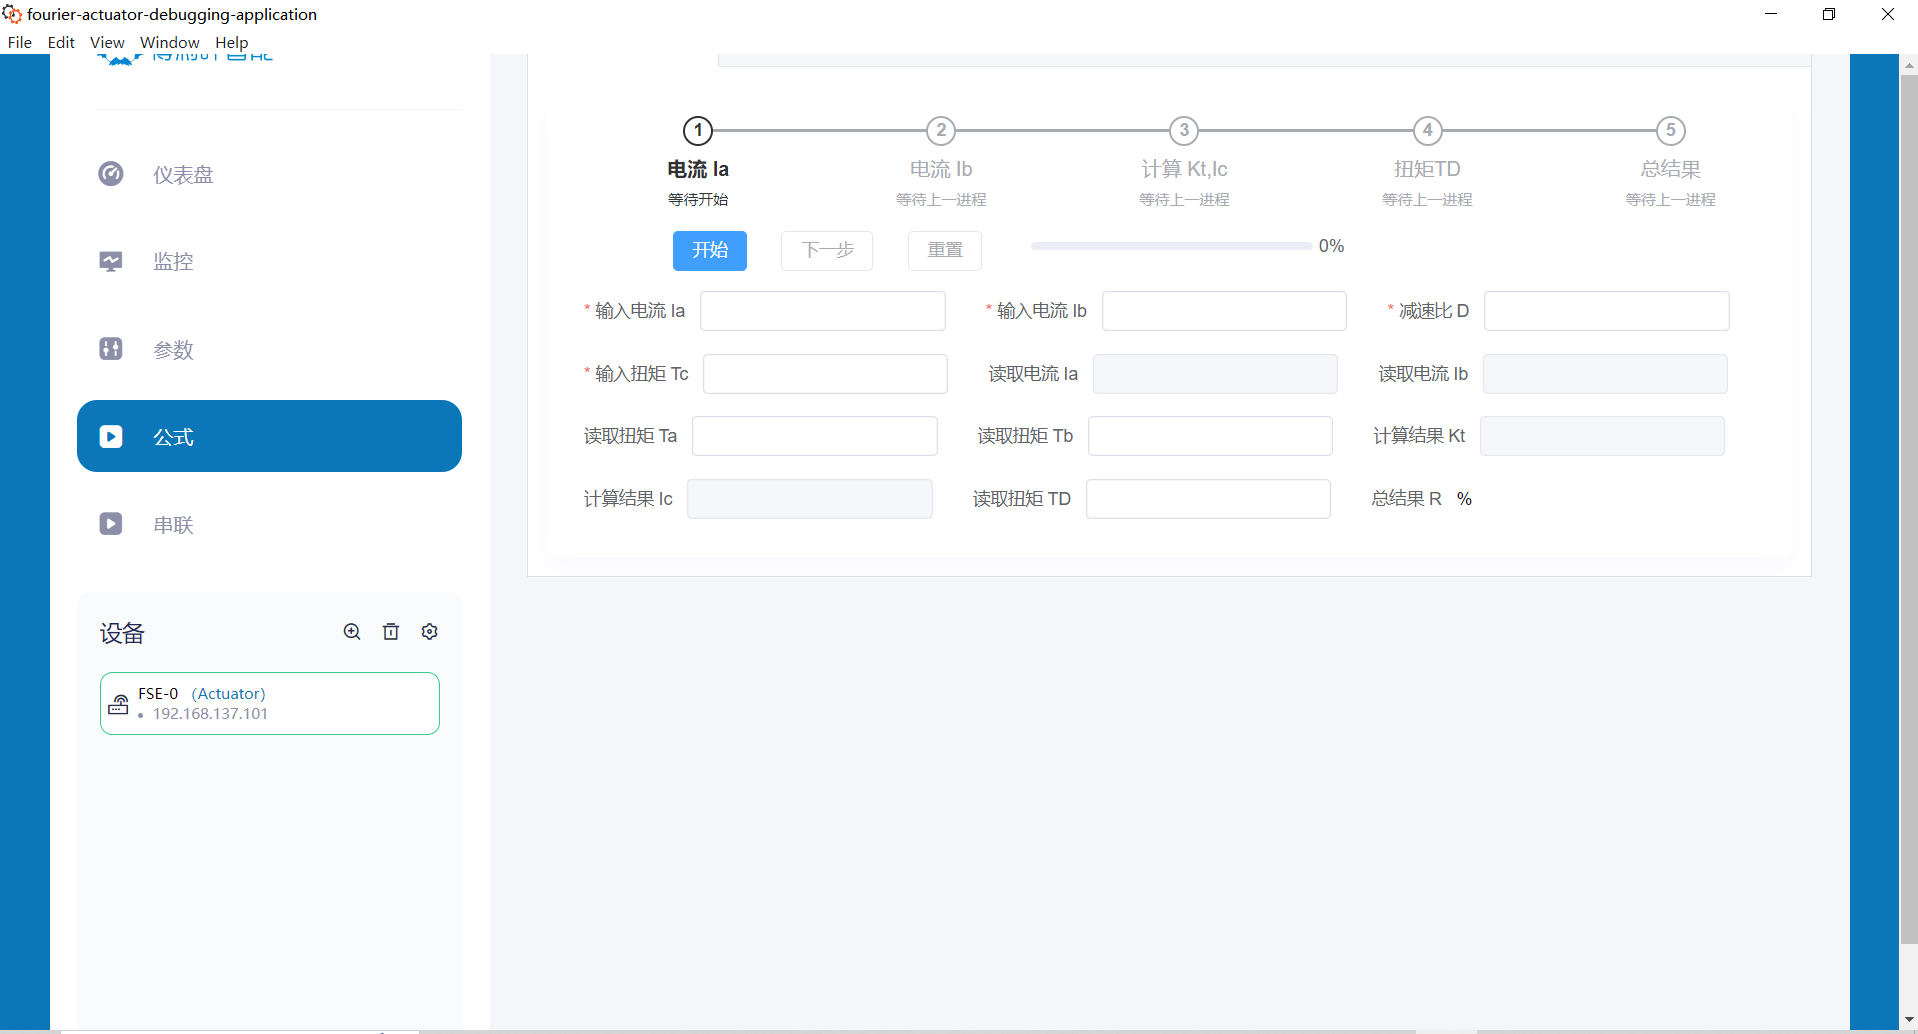 fourier-actuator-debugging-application
File Edit View Window Help
仪表盘
监控
参数
公式
串联
设备
FSE-0 (Actuator)
192.168.137.101
1 2 3 4 5
电流 Ia 电流 Ib 计算 Kt,Ic 扭矩TD 总结果
等待开始 等待上一进程 等待上一进程 等待上一进程 等待上一进程
开始 下一步 重置 0%
* 输入电流 Ia * 输入电流 Ib * 减速比 D
* 输入扭矩 Tc 读取电流 Ia 读取电流 Ib
读取扭矩 Ta 读取扭矩 Tb 计算结果 Kt
计算结果 Ic 读取扭矩 TD 总结果 R %